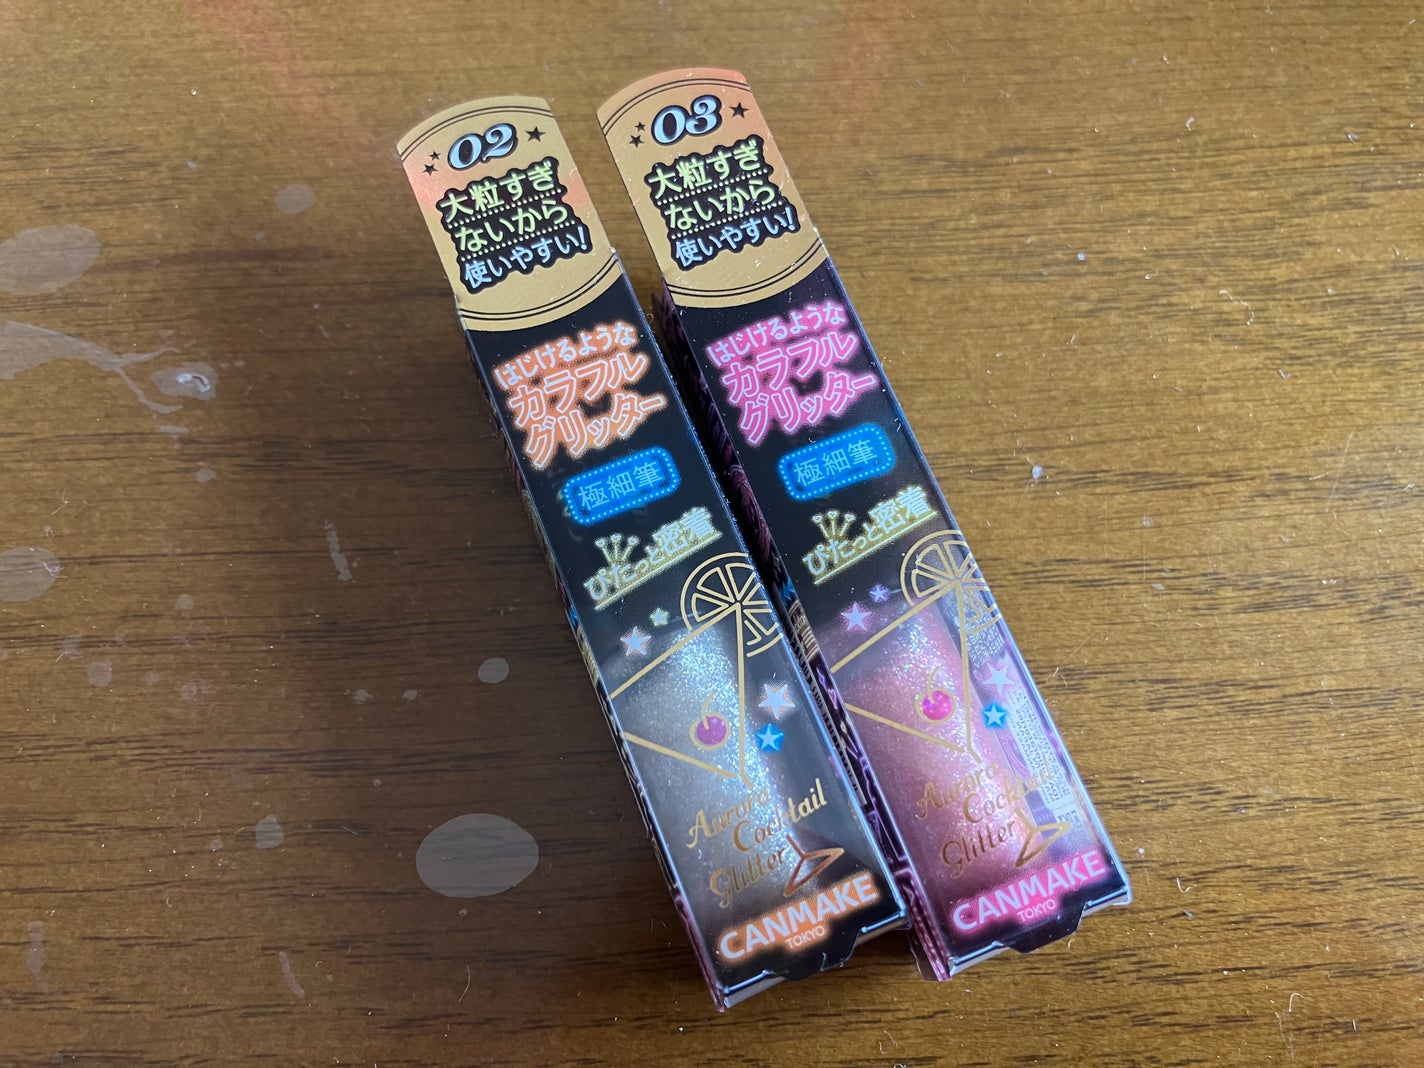 02
大粒すぎ
ないから
使いやすい!
はじけるような
カラフル
グリッター
極細筆
ぴたっと密着
Aurora
Cocktail
Glitter
CANMAKE
TOKYO
03
大粒すぎ
ないから
使いやすい!
はじけるような
カラフル
グリッター
極細筆
ぴたっと密着
Aurora
Cocktail
Glitter
CANMAKE
TOKYO